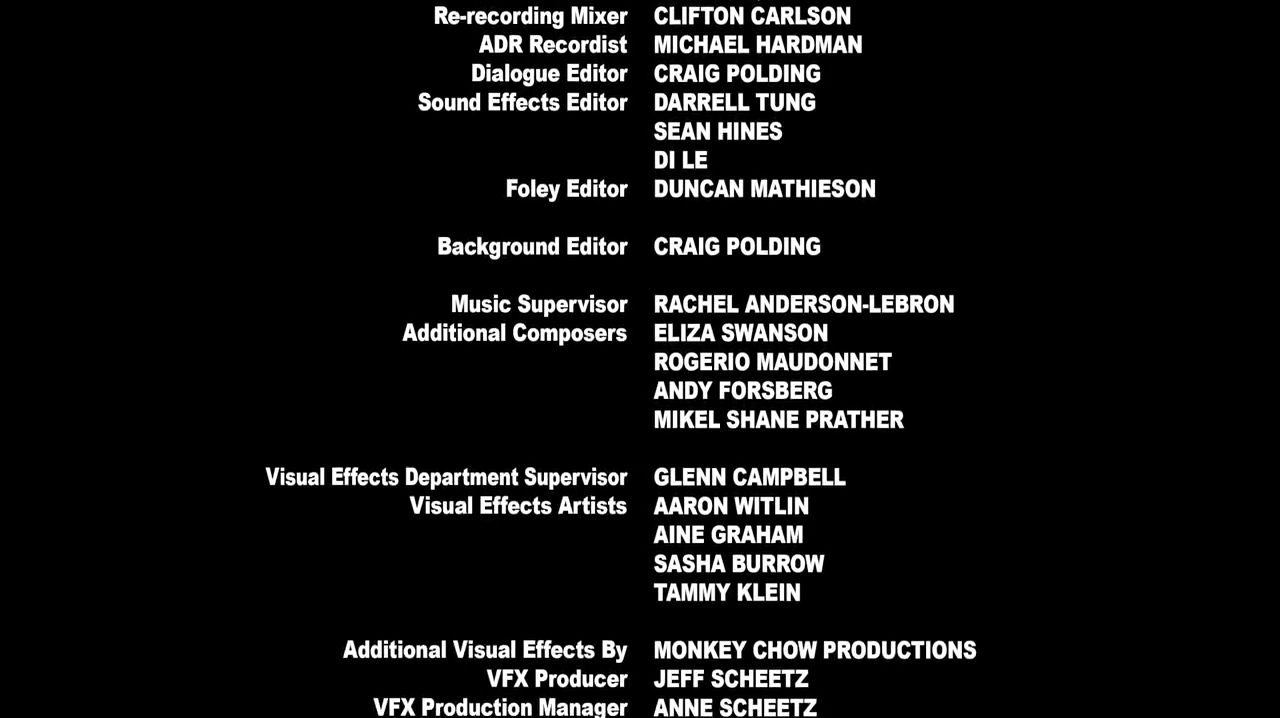 Re-recording Mixer CLIFTON CARLSON
ADR Recordist MICHAEL HARDMAN
Dialogue Editor CRAIG POLDING
Sound Effects Editor DARRELL TUNG
SEAN HINES
DI LE
Foley Editor DUNCAN MATHIESON
Background Editor CRAIG POLDING
Music Supervisor RACHEL ANDERSON-LEBRON
Additional Composers ELIZA SWANSON
ROGERIO MAUDONNET
ANDY FORSBERG
MIKEL SHANE PRATHER
Visual Effects Department Supervisor GLENN CAMPBELL
Visual Effects Artists AARON WITLIN
AINE GRAHAM
SASHA BURROW
TAMMY KLEIN
Additional Visual Effects By MONKEY CHOW PRODUCTIONS
VFX Producer JEFF SCHEETZ
VFX Production Manager ANNE SCHEETZ